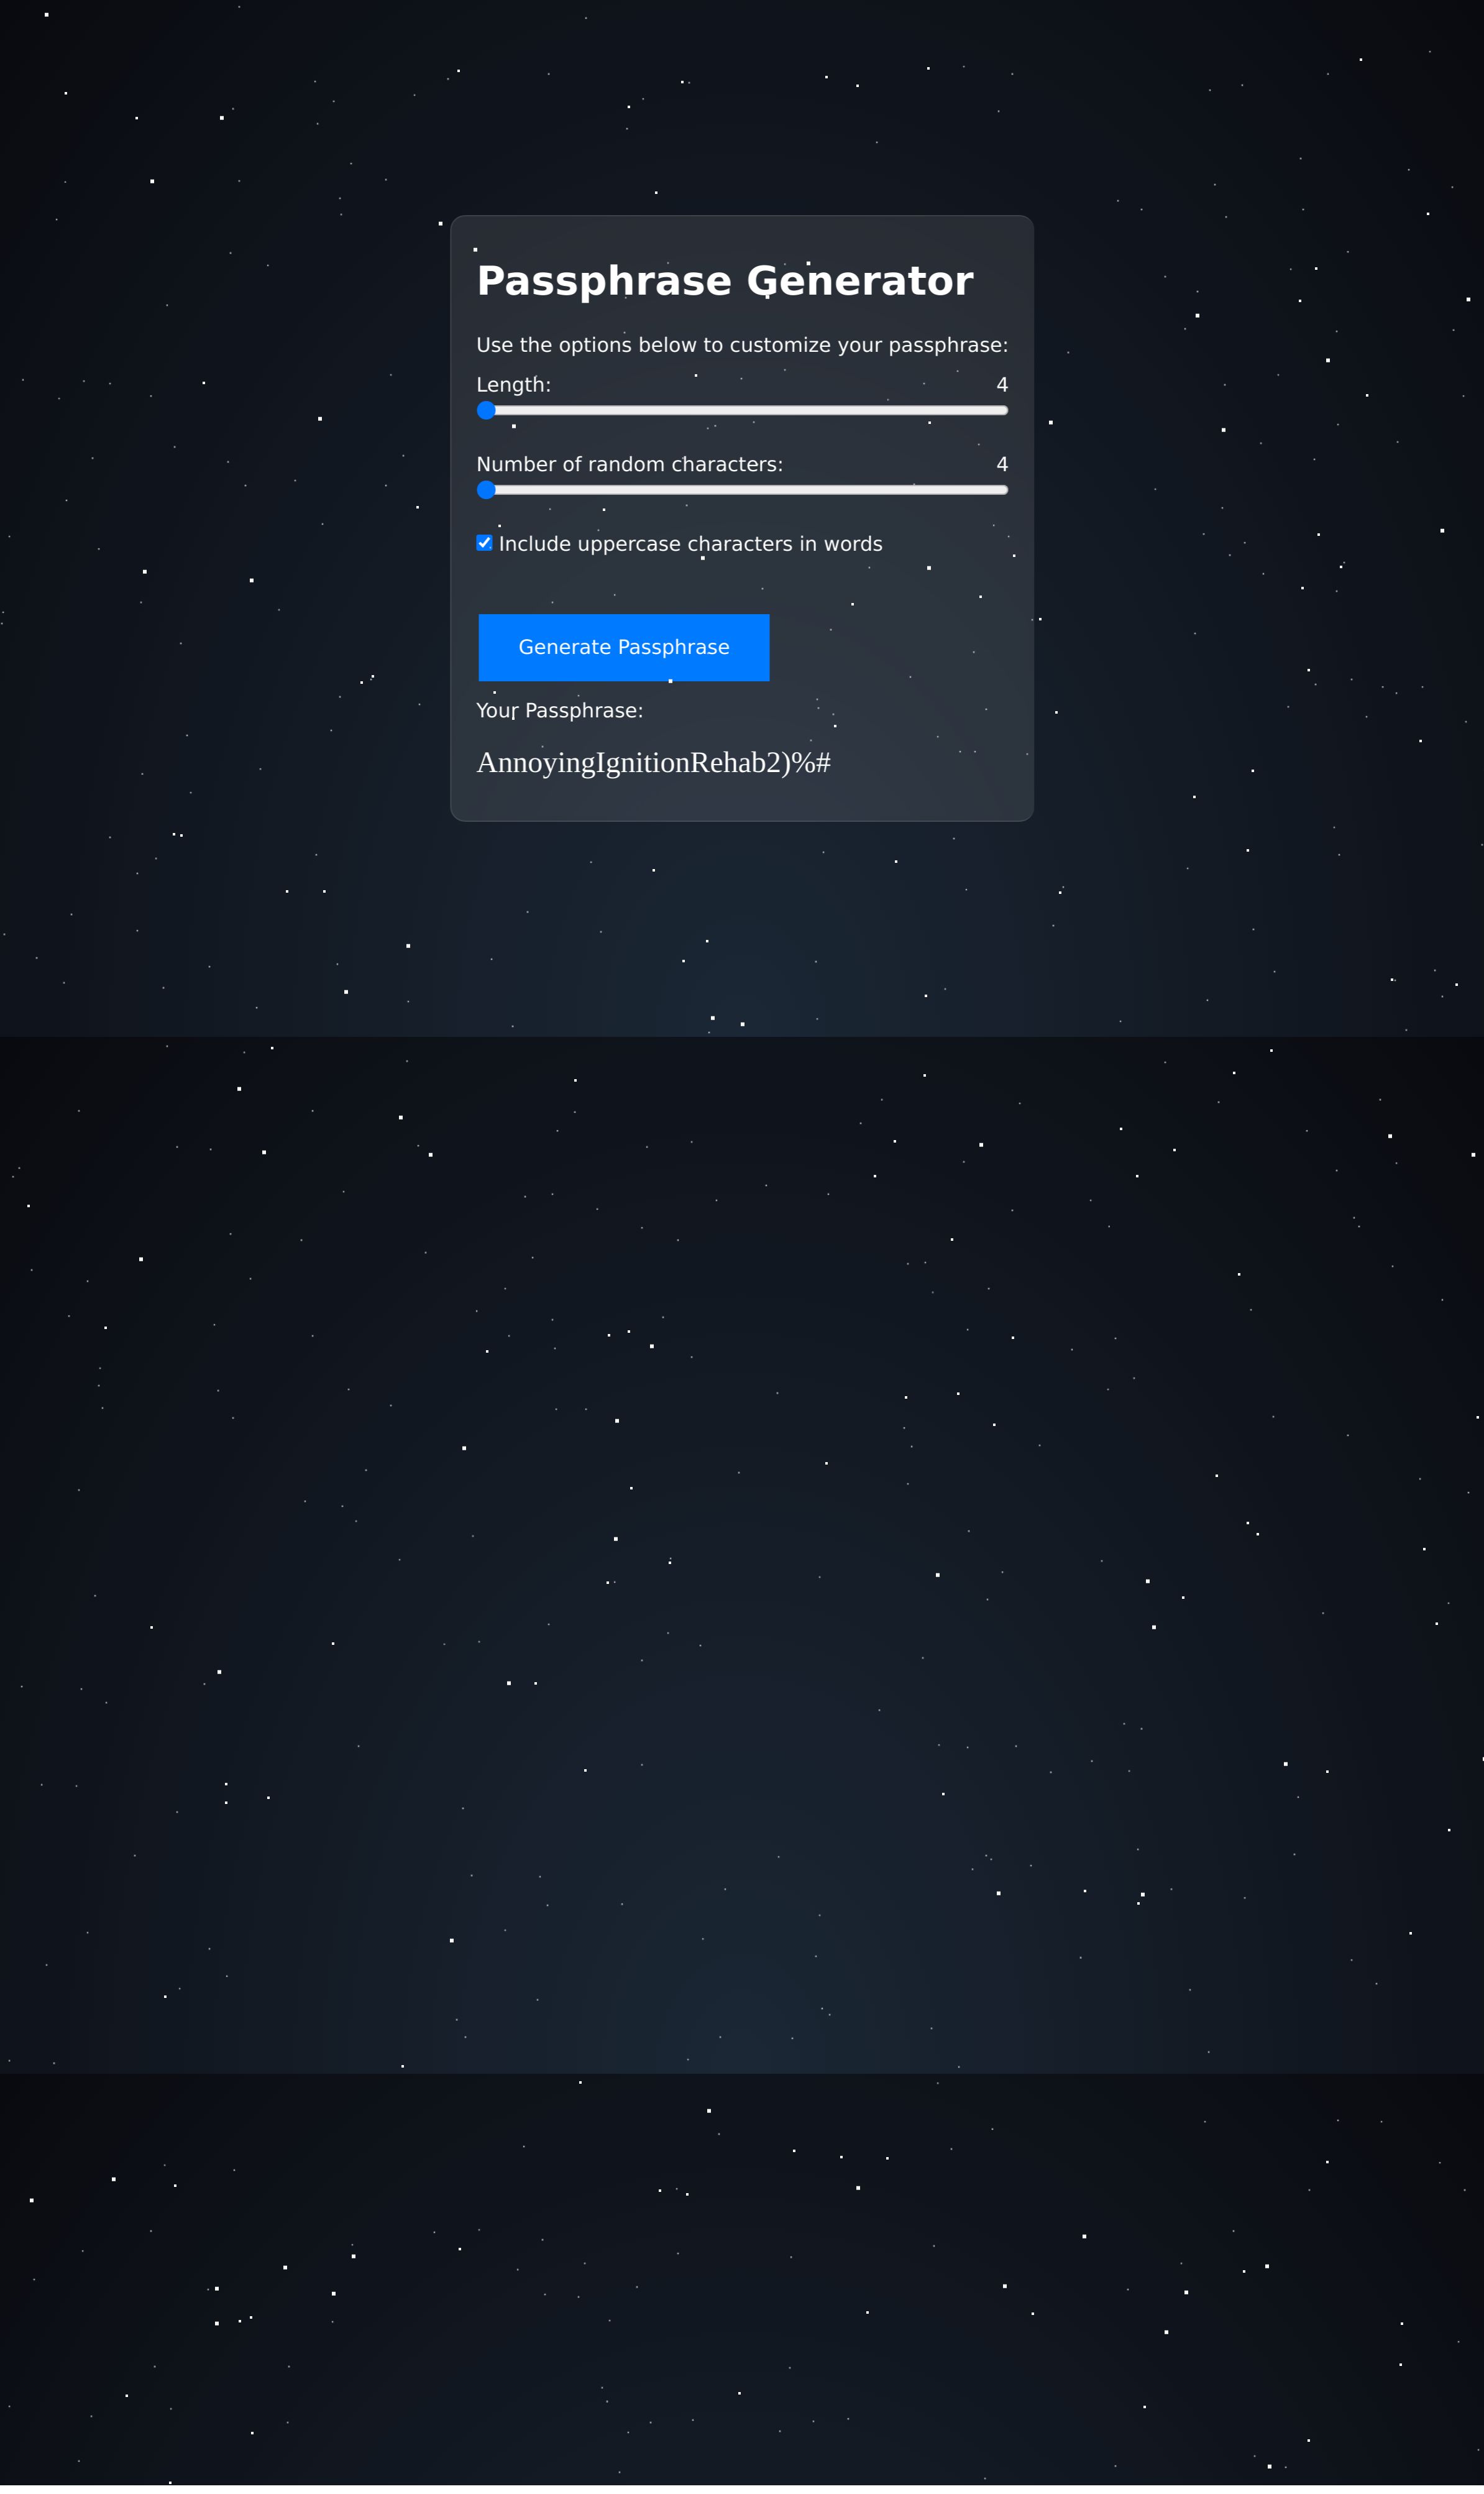 Passphrase Generator
Use the options below to customize your passphrase:
Length: 4
Number of random characters: 4
Include uppercase characters in words
Generate Passphrase
Your Passphrase:
AnnoyingIgnitionRehab2)%#